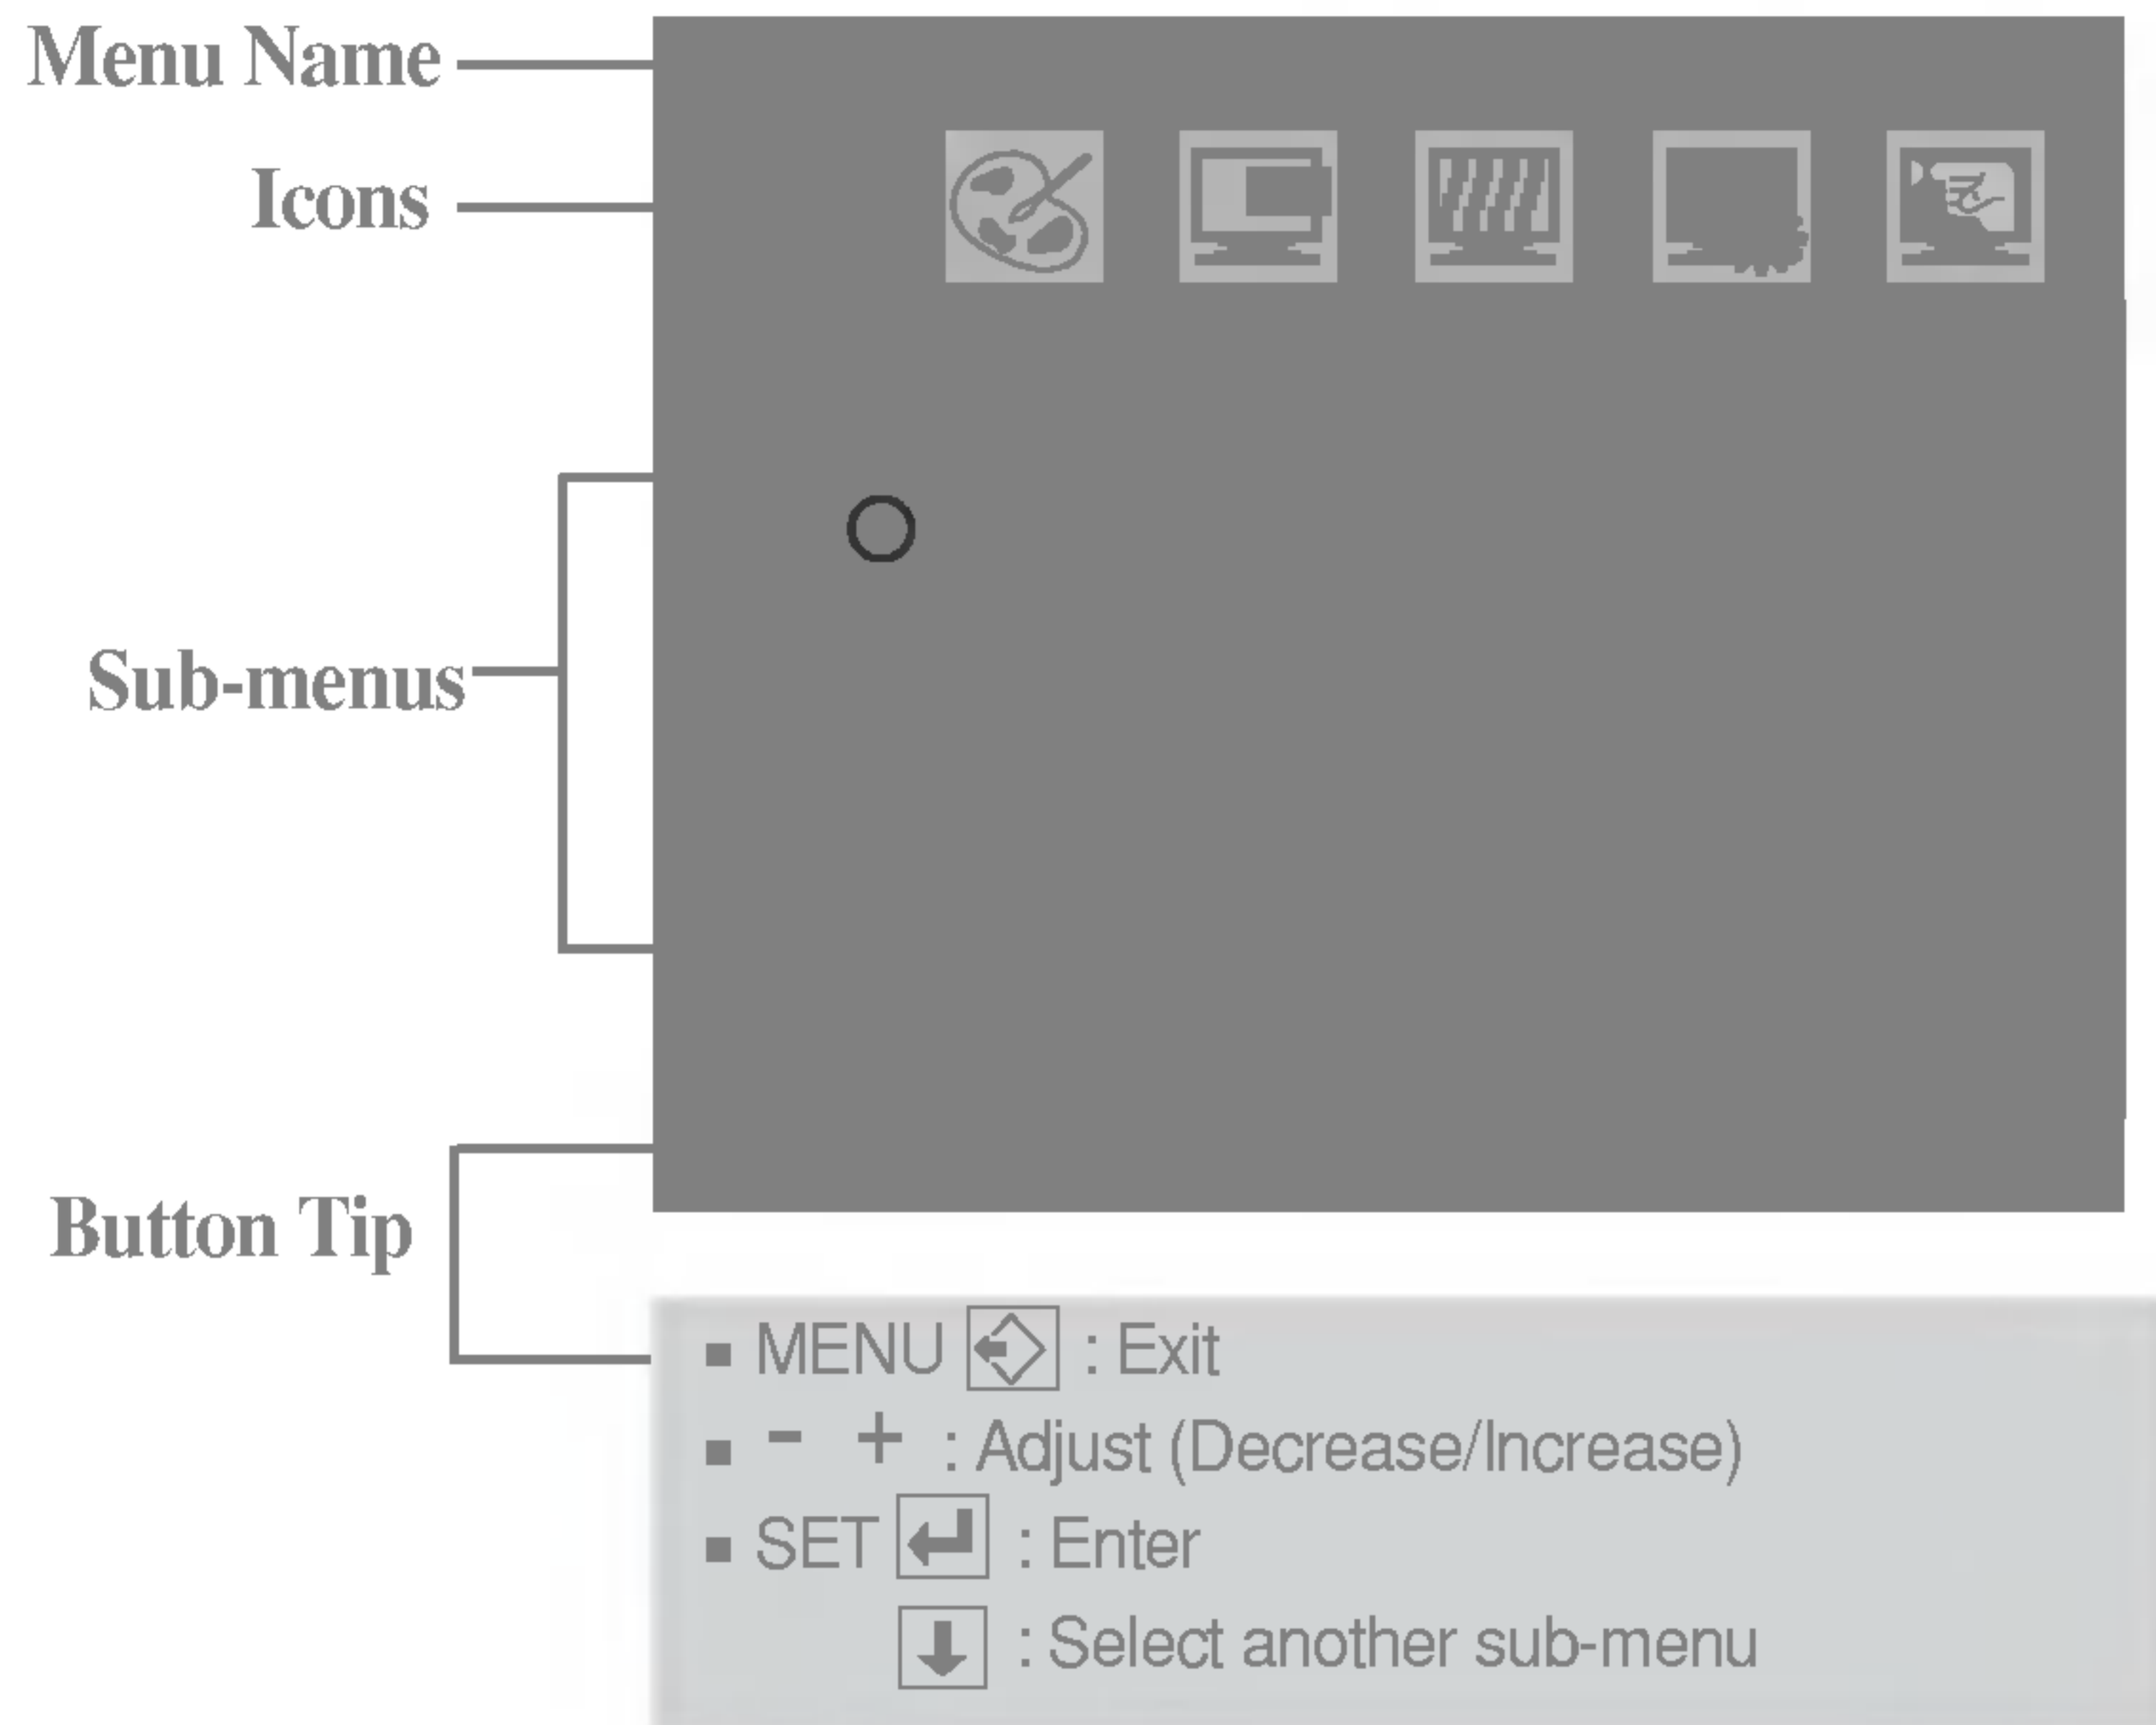 Menu Name
Icons
Sub-menus
Button Tip
■ MENU : Exit
■ - + : Adjust (Decrease/Increase)
■ SET : Enter
: Select another sub-menu